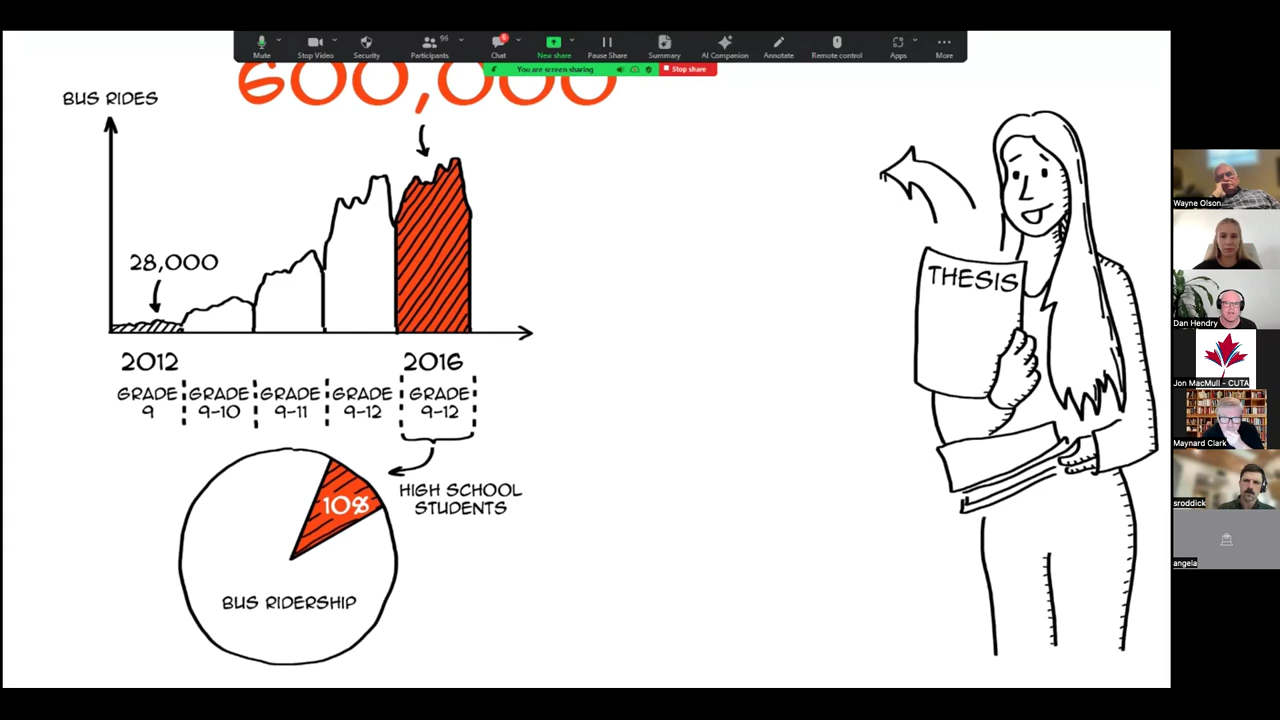 96
6
Mute
Stop Video
Security
Participants
Chat
New share
Pause Share
Summary
AI Companion
Annotate
Remote control
Apps
More
You are screen sharing
Stop share
600,000
BUS RIDES
28,000
THESIS
2012
2016
GRADE
9
GRADE
9-10
GRADE
9-11
GRADE
9-12
GRADE
9-12
10%
HIGH SCHOOL
STUDENTS
BUS RIDERSHIP
Wayne Olson
Dan Hendry
Jon MacMull - CUTA
Maynard Clark
sroddick
angela